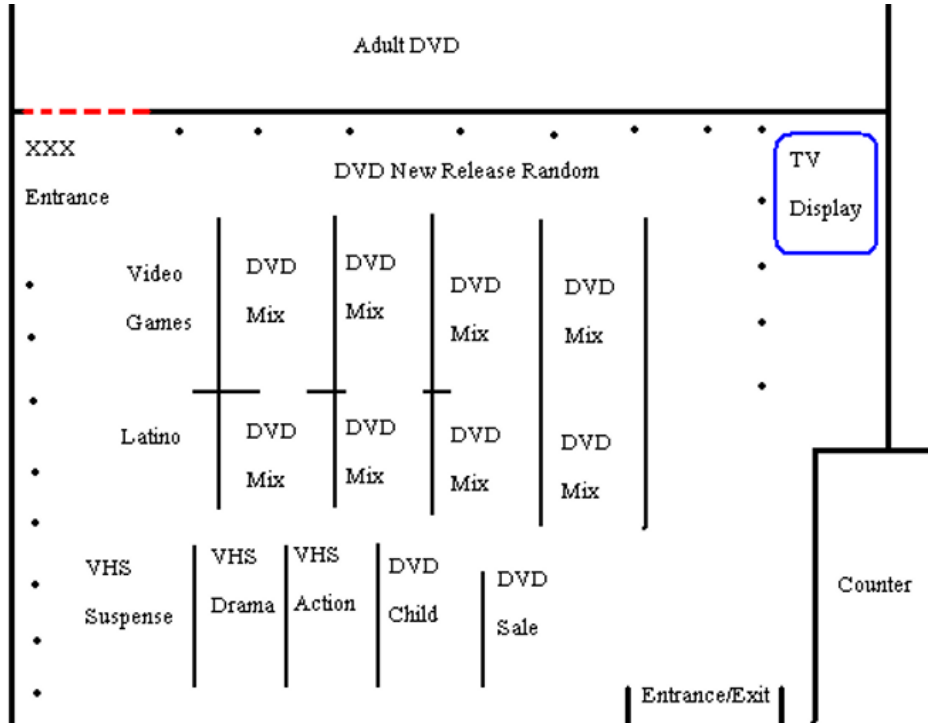 Adult DVD
XXX
Entrance
DVD New Release Random
TV
Display
Video
Games
DVD
Mix
DVD
Mix
DVD
Mix
DVD
Mix
Latino
DVD
Mix
DVD
Mix
DVD
Mix
DVD
Mix
VHS
Suspense
VHS
Drama
VHS
Action
DVD
Child
DVD
Sale
Counter
Entrance/Exit